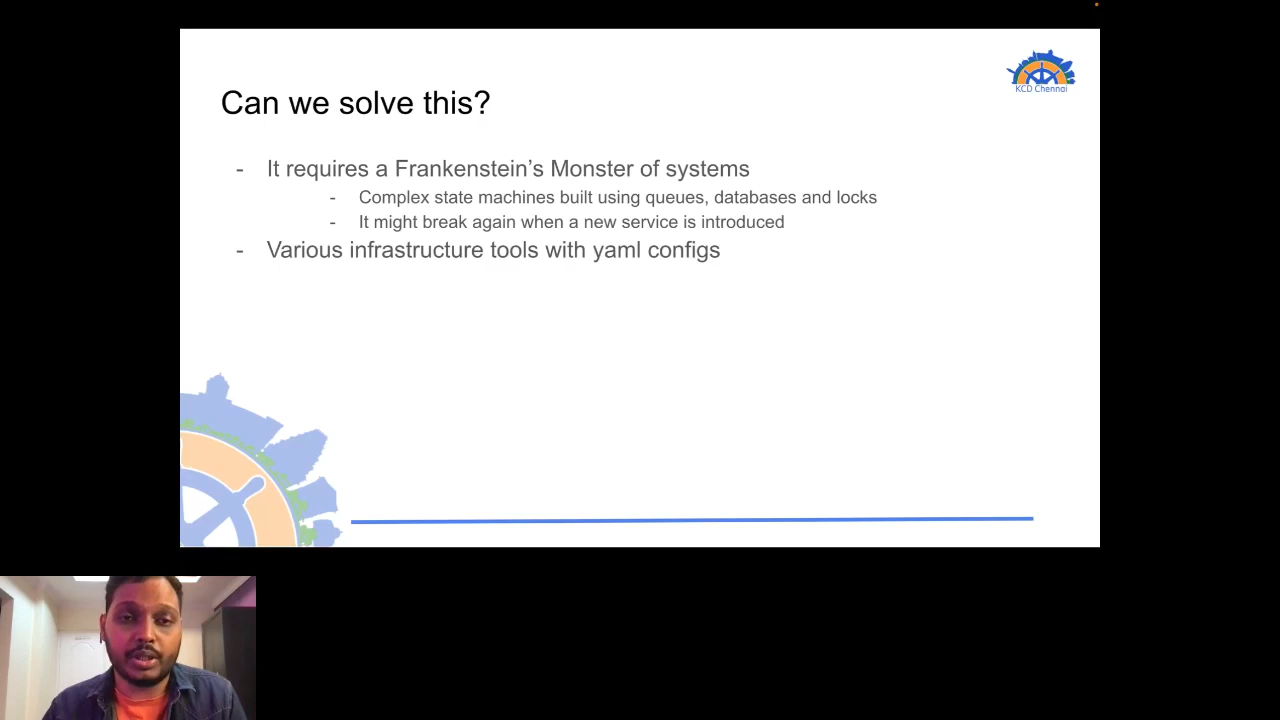 KCD Chennai
Can we solve this?
- It requires a Frankenstein’s Monster of systems
- Complex state machines built using queues, databases and locks
- It might break again when a new service is introduced
- Various infrastructure tools with yaml configs